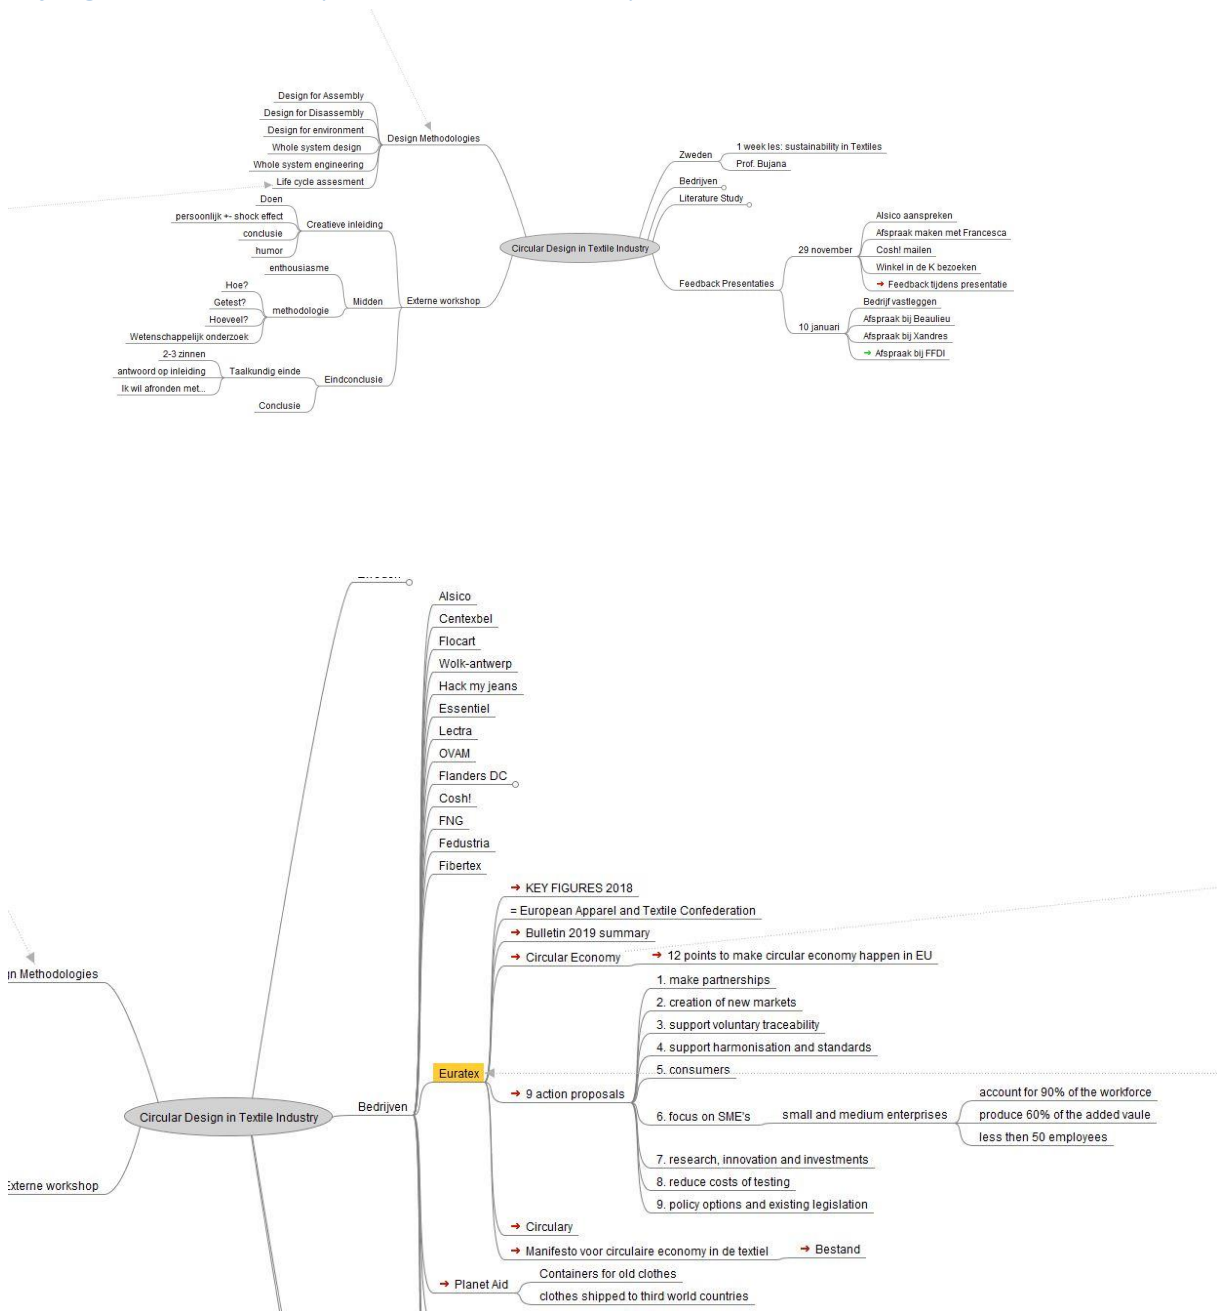 Design for Assembly
Design for Disassembly
Design for environment
Whole system design
Whole system engineering
Life cycle assesment
Design Methodologies
Doen
persoonlijk +- shock effect
conclusie
humor
Creatieve inleiding
enthousiasme
Hoe?
Getest?
Hoeveel?
Wetenschappelijk onderzoek
methodologie
Midden
Externe workshop
2-3 zinnen
antwoord op inleiding
Ik wil afronden met...
Taalkundig einde
Conclusie
Eindconclusie
Circular Design in Textile Industry
Zweden
1 week les: sustainability in Textiles
Prof. Bujana
Bedrijven
Literature Study
Feedback Presentaties
29 november
Alsico aanspreken
Afspraak maken met Francesca
Cosh! mailen
Winkel in de K bezoeken
Feedback tijdens presentatie
10 januari
Bedrijf vastleggen
Afspraak bij Beaulieu
Afspraak bij Xandres
Afspraak bij FFDI
gn Methodologies
Externe workshop
Circular Design in Textile Industry
Bedrijven
Alsico
Centexbel
Flocart
Wolk-antwerp
Hack my jeans
Essentiel
Lectra
OVAM
Flanders DC
Cosh!
FNG
Fedustria
Fibertex
Euratex
KEY FIGURES 2018
= European Apparel and Textile Confederation
Bulletin 2019 summary
Circular Economy
12 points to make circular economy happen in EU
9 action proposals
1. make partnerships
2. creation of new markets
3. support voluntary traceability
4. support harmonisation and standards
5. consumers
6. focus on SME's
small and medium enterprises
account for 90% of the workforce
produce 60% of the added vaule
less then 50 employees
7. research, innovation and investments
8. reduce costs of testing
9. policy options and existing legislation
Circulary
Manifesto voor circulaire economy in de textiel
Bestand
Planet Aid
Containers for old clothes
clothes shipped to third world countries